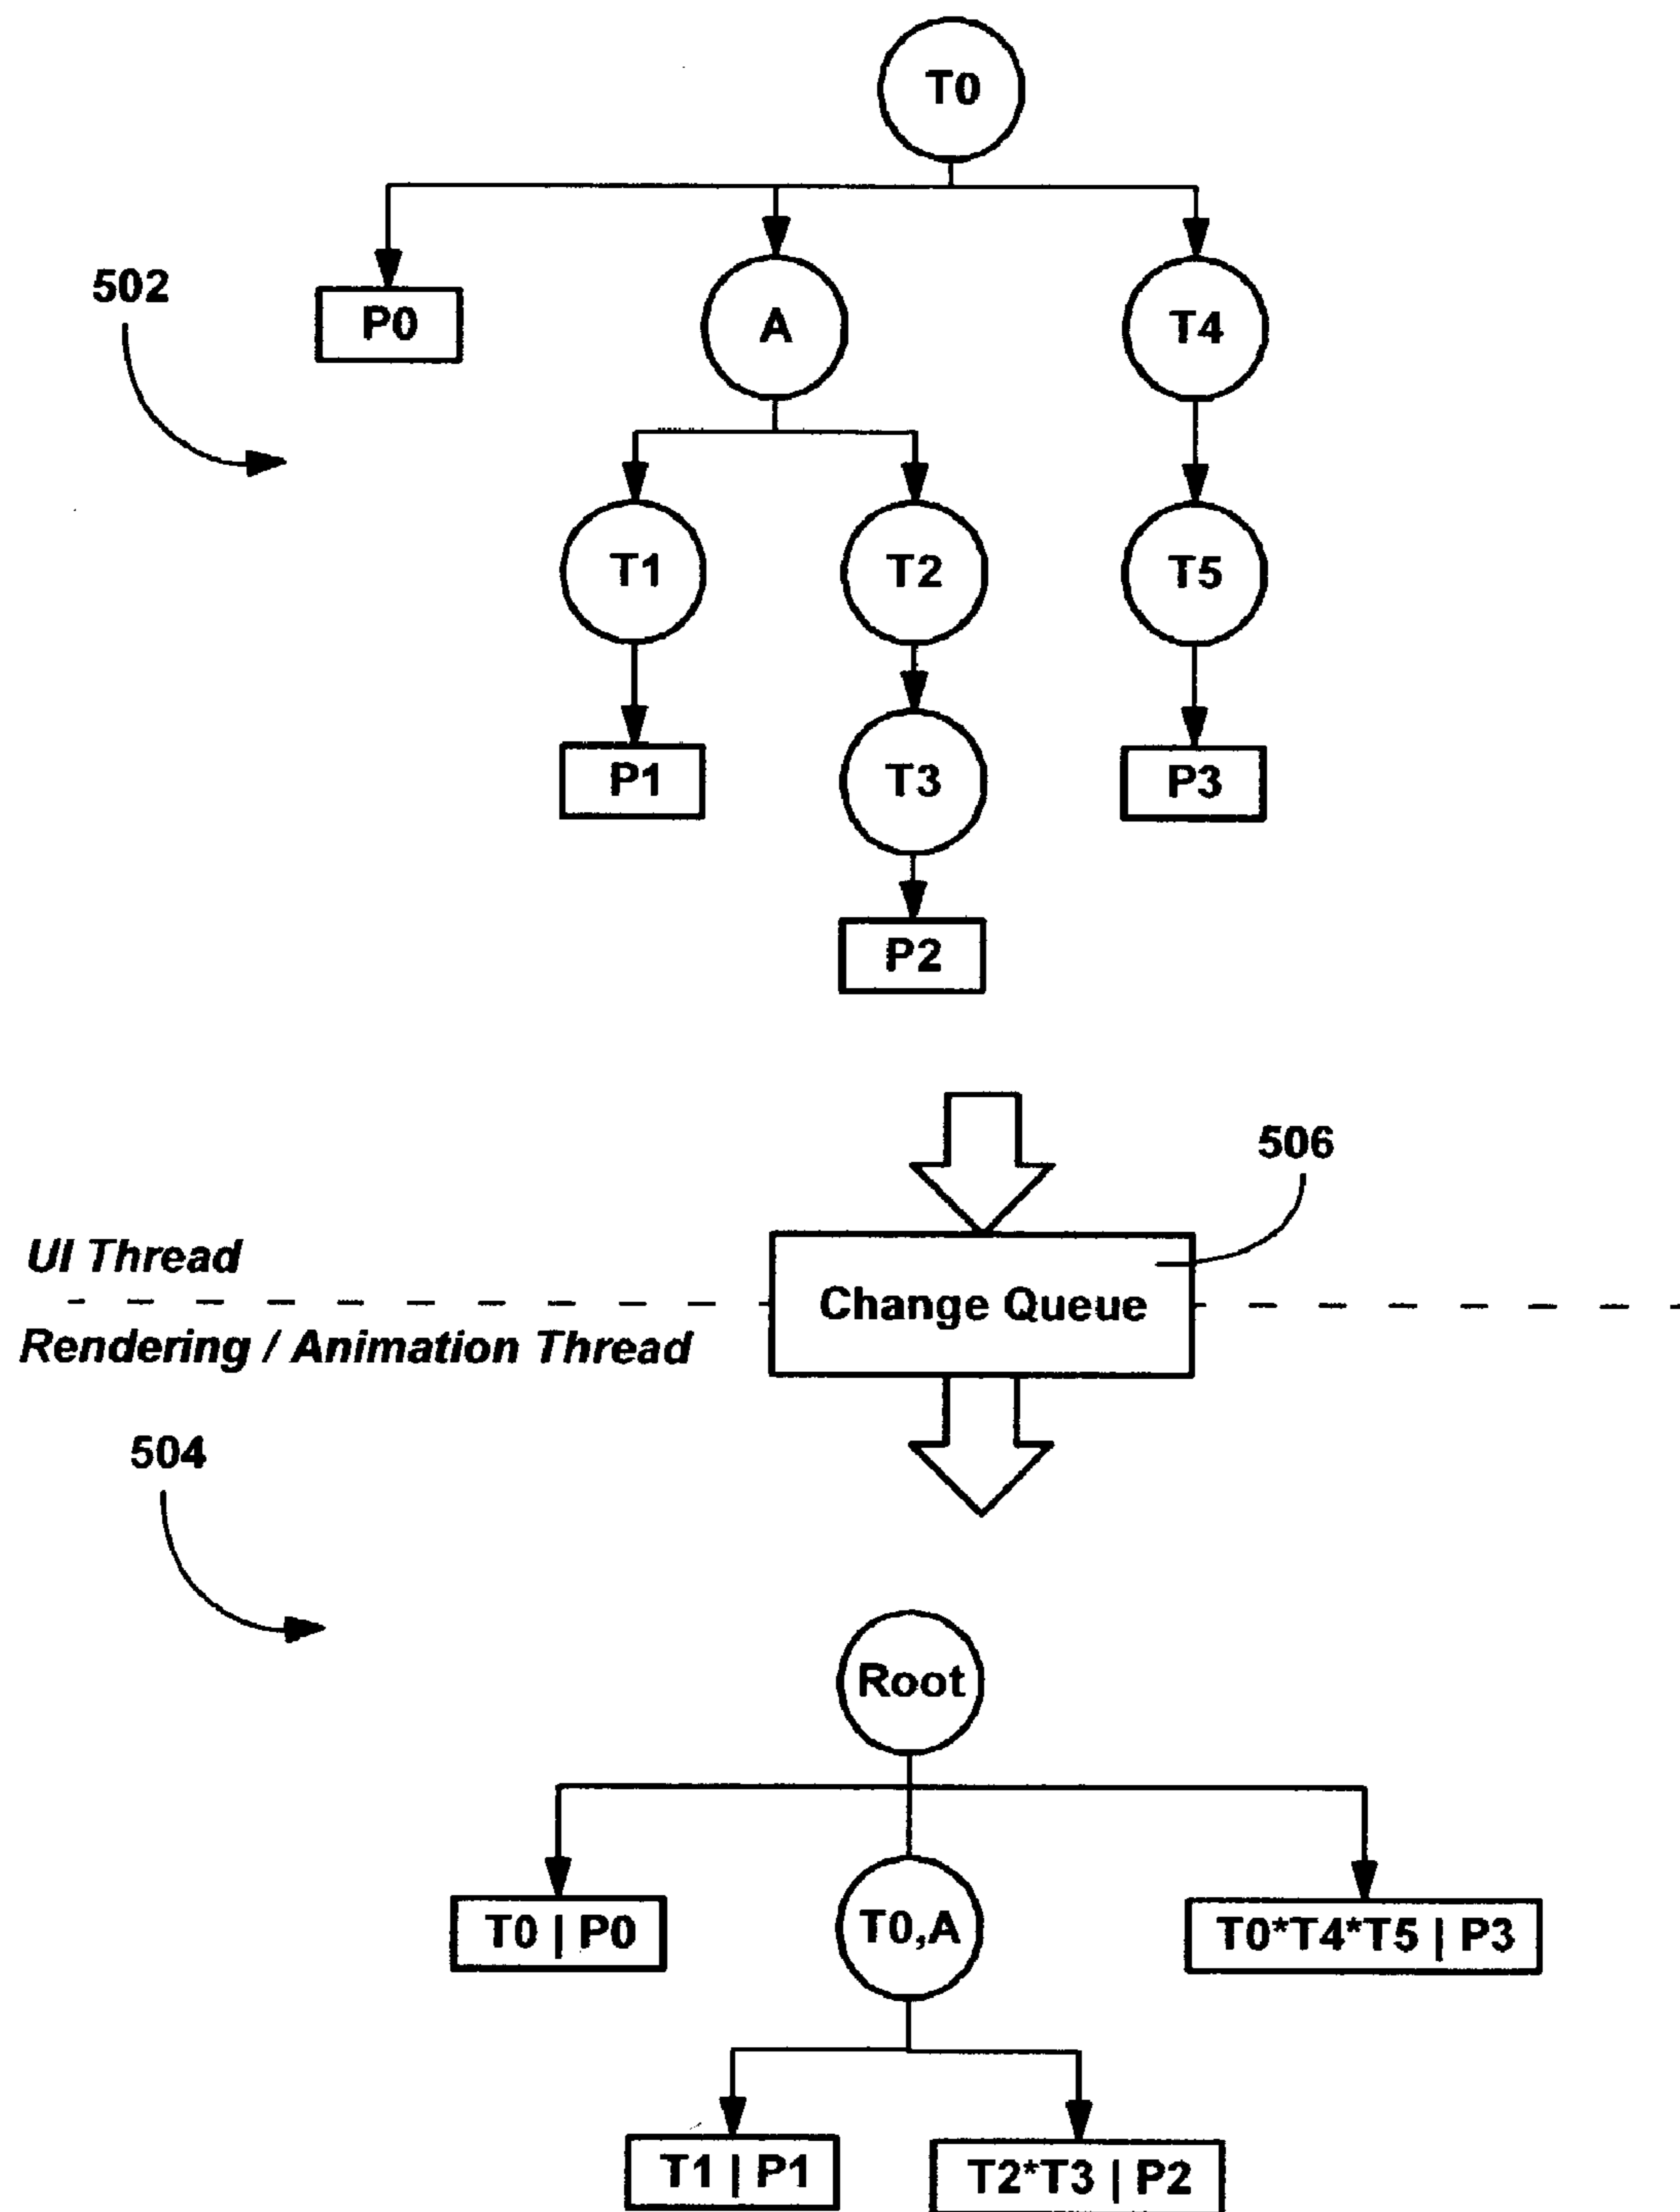 T0
502
P0
A
T4
T1
T2
T5
P1
T3
P3
P2
506
UI Thread
Change Queue
Rendering / Animation Thread
504
Root
T0 | P0
T0,A
T0*T4*T5 | P3
T1 | P1
T2*T3 | P2